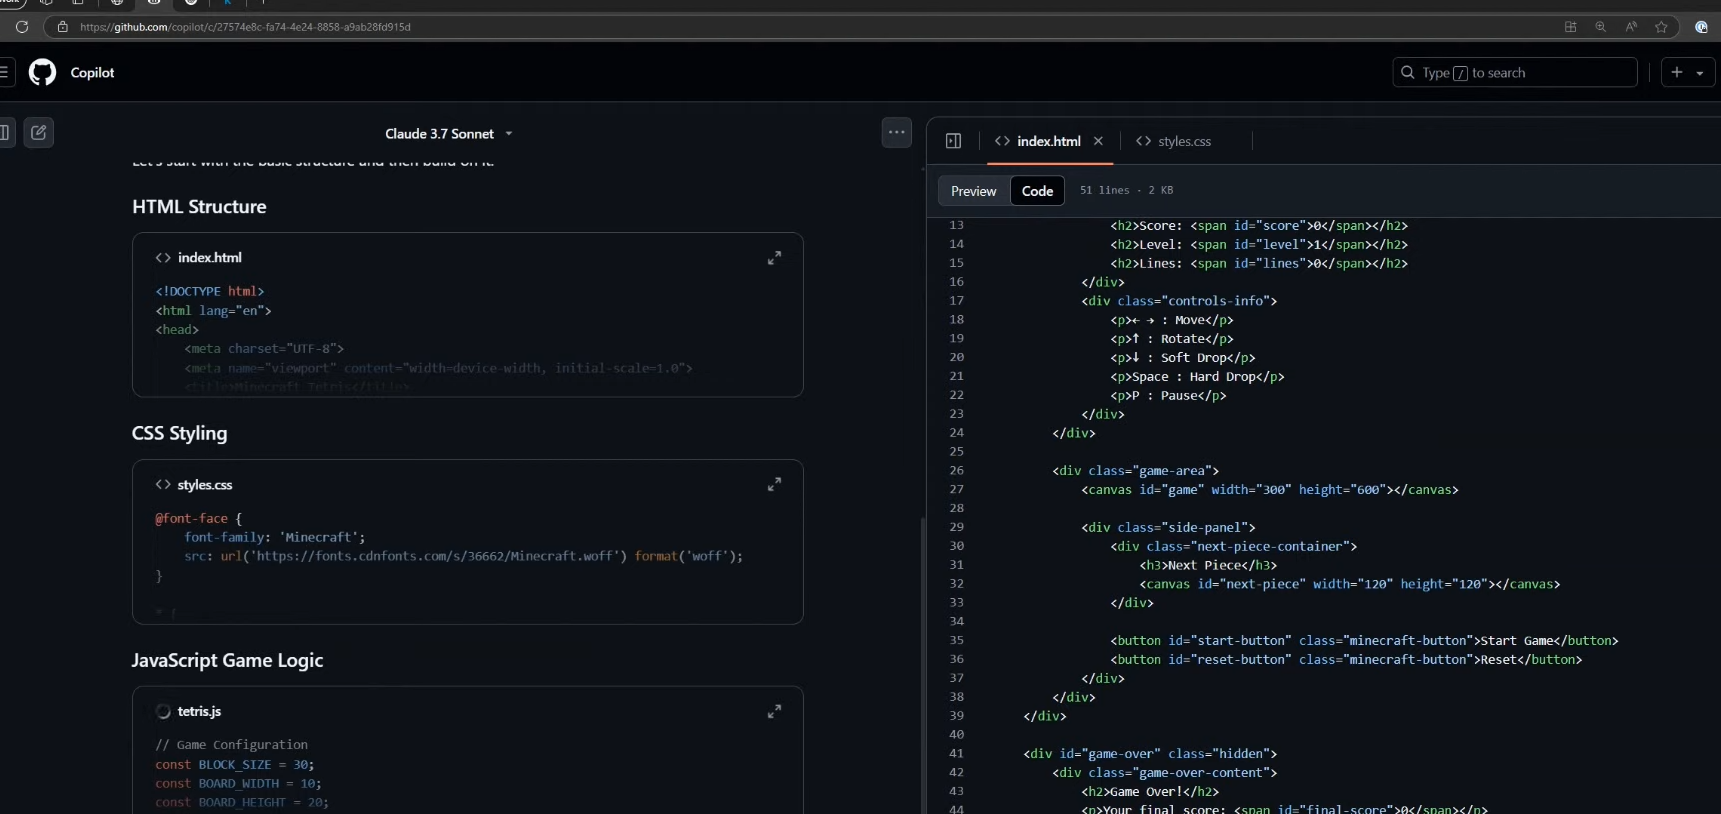 https://github.com/copilot/c/27574e8c-fa74-4e24-8858-a9ab28fd915d
Copilot
Type / to search
Claude 3.7 Sonnet
Let's start with the basic structure and then build on it.
HTML Structure
<> index.html
<!DOCTYPE html>
<html lang="en">
<head>
<meta charset="UTF-8">
<meta name="viewport" content="width=device-width, initial-scale=1.0">
<title>Minecraft Tetris</title>
CSS Styling
<> styles.css
@font-face {
font-family: 'Minecraft';
src: url('https://fonts.cdnfonts.com/s/36662/Minecraft.woff') format('woff');
}
* {
JavaScript Game Logic
tetris.js
// Game Configuration
const BLOCK_SIZE = 30;
const BOARD_WIDTH = 10;
const BOARD_HEIGHT = 20;
<> index.html
<> styles.css
Preview Code 51 lines · 2 KB
13 <h2>Score: <span id="score">0</span></h2>
14 <h2>Level: <span id="level">1</span></h2>
15 <h2>Lines: <span id="lines">0</span></h2>
16 </div>
17 <div class="controls-info">
18 <p>← → : Move</p>
19 <p>↑ : Rotate</p>
20 <p>↓ : Soft Drop</p>
21 <p>Space : Hard Drop</p>
22 <p>P : Pause</p>
23 </div>
24 </div>
25
26 <div class="game-area">
27 <canvas id="game" width="300" height="600"></canvas>
28
29 <div class="side-panel">
30 <div class="next-piece-container">
31 <h3>Next Piece</h3>
32 <canvas id="next-piece" width="120" height="120"></canvas>
33 </div>
34
35 <button id="start-button" class="minecraft-button">Start Game</button>
36 <button id="reset-button" class="minecraft-button">Reset</button>
37 </div>
38 </div>
39 </div>
40
41 <div id="game-over" class="hidden">
42 <div class="game-over-content">
43 <h2>Game Over!</h2>
44 <p>Your final score: <span id="final-score">0</span></p>